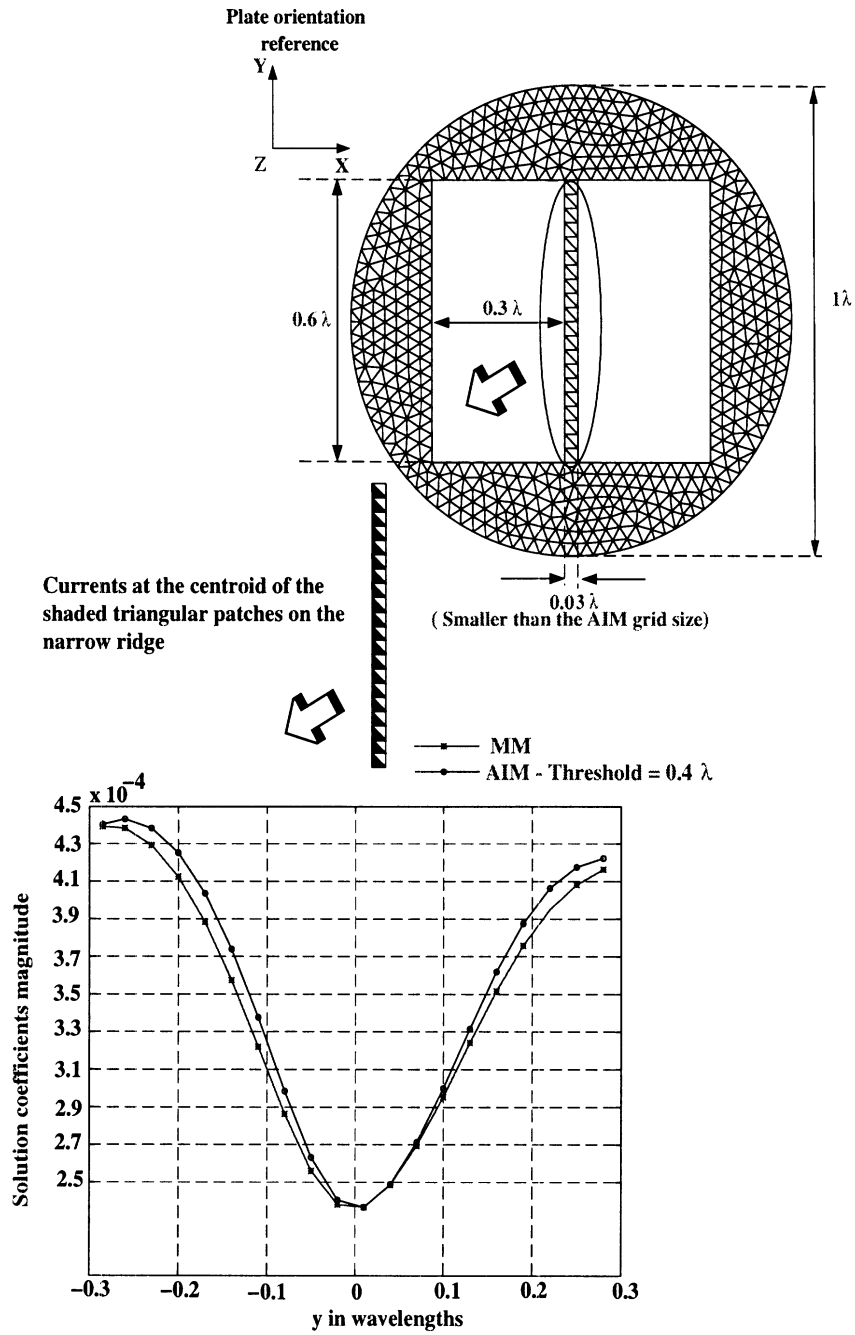 Plate orientation
reference
Y
Z
X
0.6 λ
0.3 λ
1λ
0.03 λ
( Smaller than the AIM grid size)
Currents at the centroid of the
shaded triangular patches on the
narrow ridge
MM
AIM - Threshold = 0.4 λ
x 10^-4
4.5
4.3
4.1
3.9
3.7
3.5
3.3
3.1
2.9
2.7
2.5
Solution coefficients magnitude
-0.3
-0.2
-0.1
0
0.1
0.2
0.3
y in wavelengths